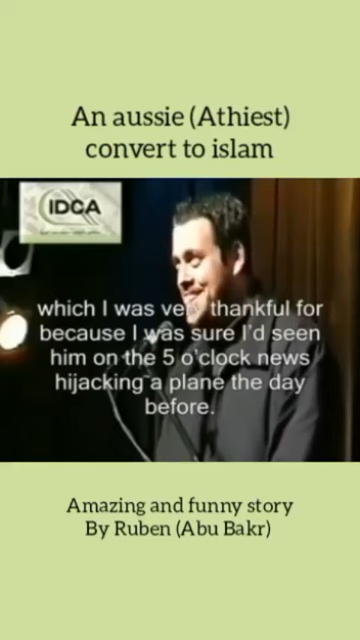 An aussie (Athiest)
convert to islam
IDCA
which I was very thankful for
because I was sure I'd seen
him on the 5 o'clock news
hijacking a plane the day
before.
Amazing and funny story
By Ruben (Abu Bakr)